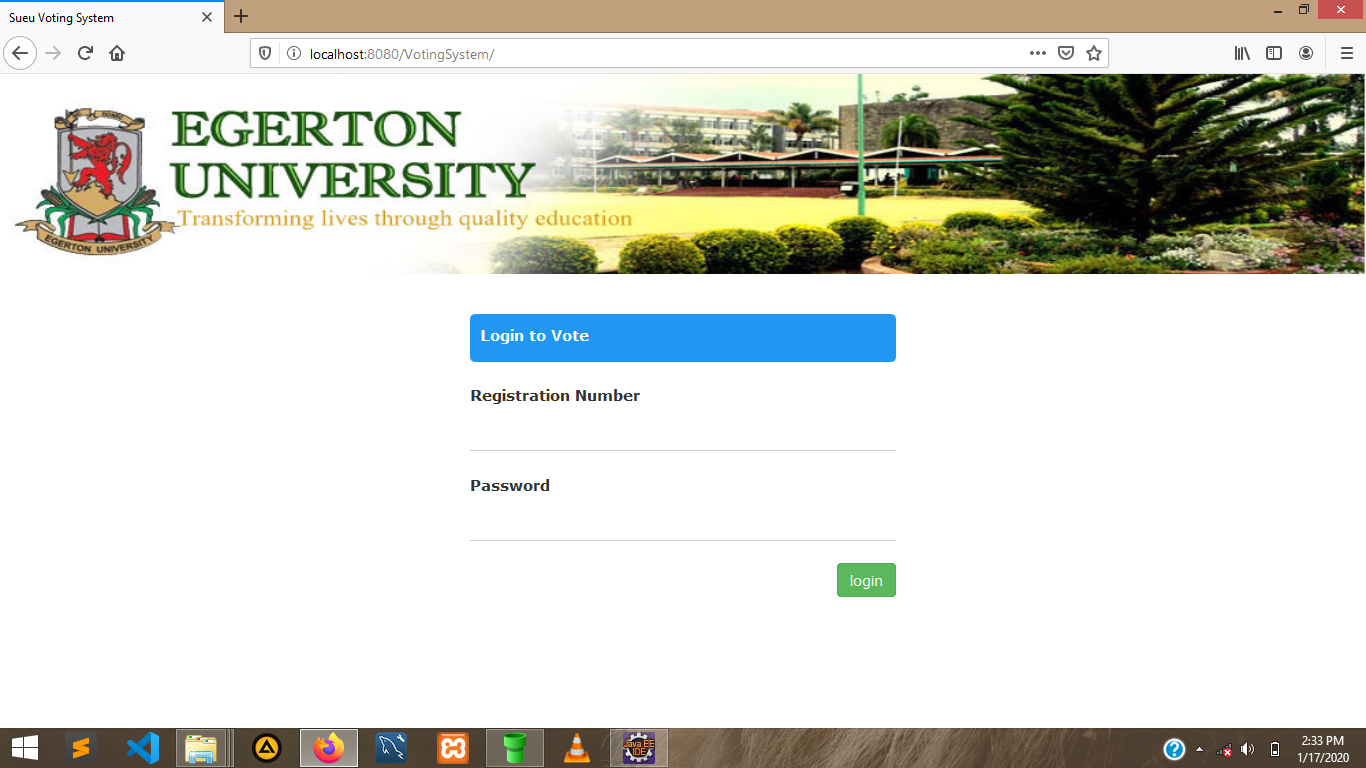 Sueu Voting System
localhost:8080/VotingSystem/
EGERTON
UNIVERSITY
Transforming lives through quality education
EGERTON UNIVERSITY
Login to Vote
Registration Number
Password
login
Java EE
IDE
2:33 PM
1/17/2020